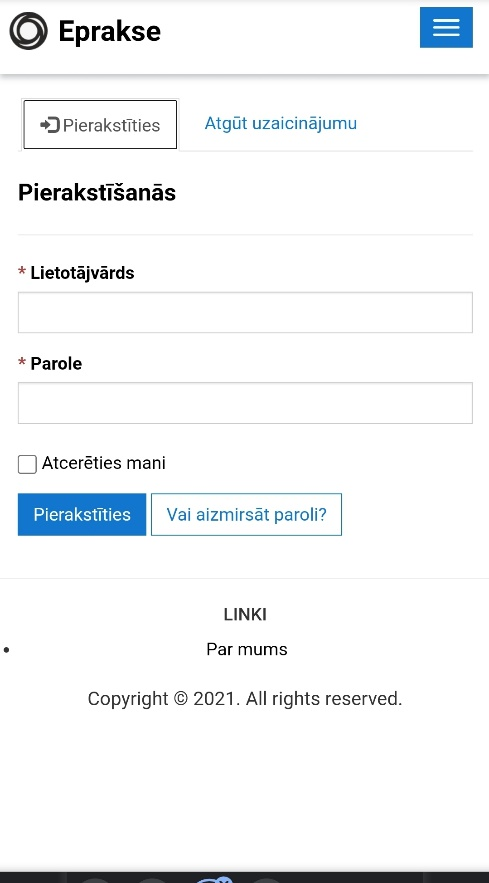 Eprakse
Pierakstīties
Atgūt uzaicinājumu
Pierakstīšanās
* Lietotājvārds
* Parole
Atcerēties mani
Pierakstīties
Vai aizmirsāt paroli?
LINKI
• Par mums
Copyright © 2021. All rights reserved.